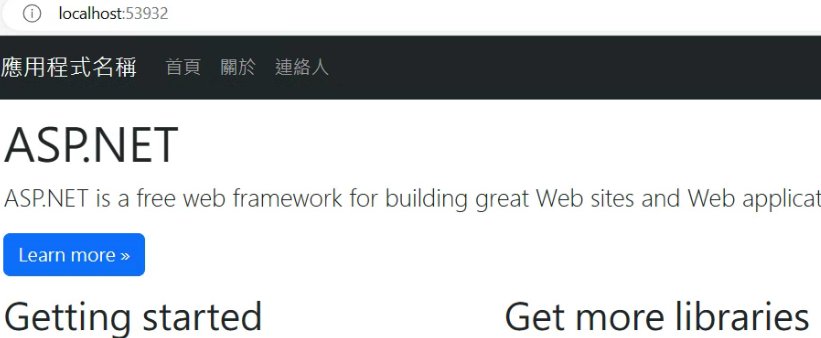 localhost:53932
應用程式名稱 首頁 關於 連絡人
ASP.NET
ASP.NET is a free web framework for building great Web sites and Web applicat
Learn more »
Getting started Get more libraries